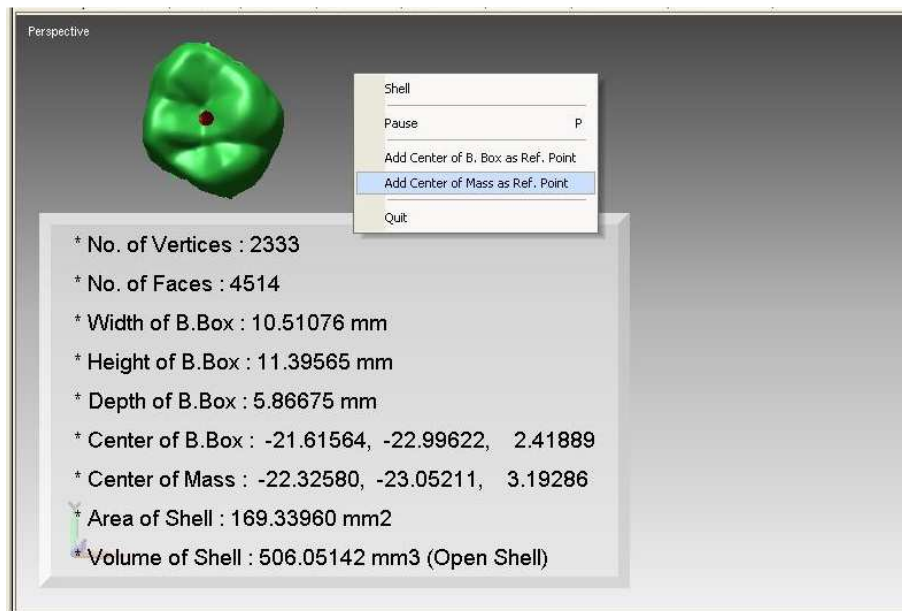 Perspective
Shell
Pause P
Add Center of B. Box as Ref. Point
Add Center of Mass as Ref. Point
Quit
* No. of Vertices : 2333
* No. of Faces : 4514
* Width of B.Box : 10.51076 mm
* Height of B.Box : 11.39565 mm
* Depth of B.Box : 5.86675 mm
* Center of B.Box : -21.61564, -22.99622, 2.41889
* Center of Mass : -22.32580, -23.05211, 3.19286
* Area of Shell : 169.33960 mm2
* Volume of Shell : 506.05142 mm3 (Open Shell)